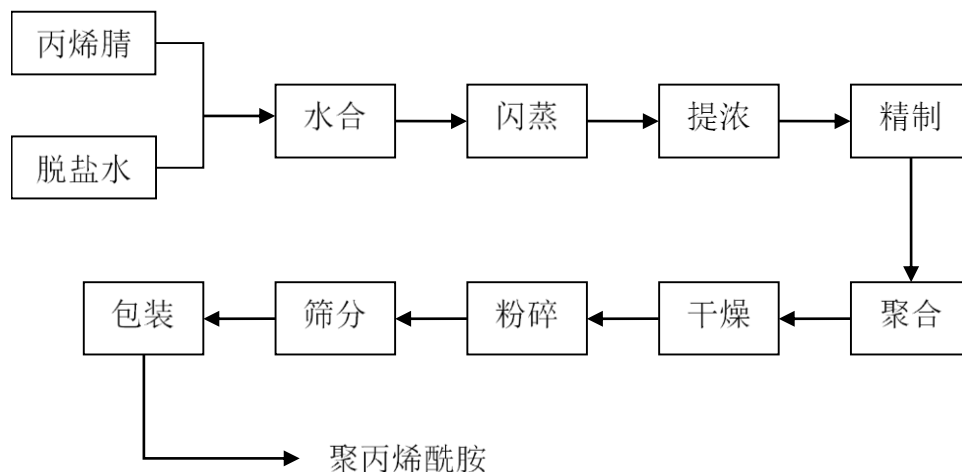 丙烯腈
脱盐水
水合
闪蒸
提浓
精制
聚合
干燥
粉碎
筛分
包装
聚丙烯酰胺